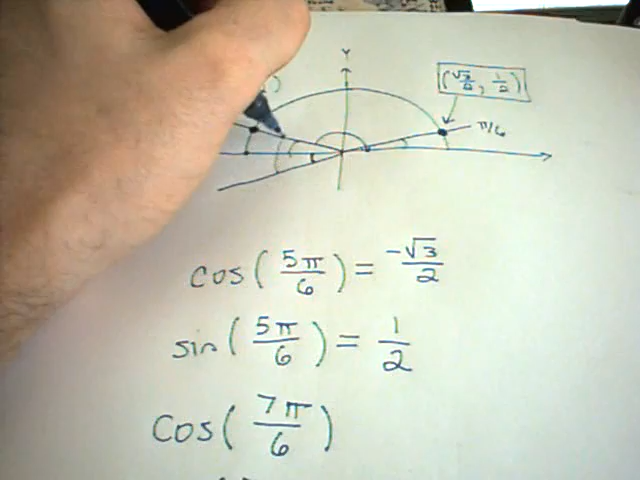 Y
(√3/2, 1/2)
π/6
cos(5π/6) = -√3/2
sin(5π/6) = 1/2
cos(7π/6)